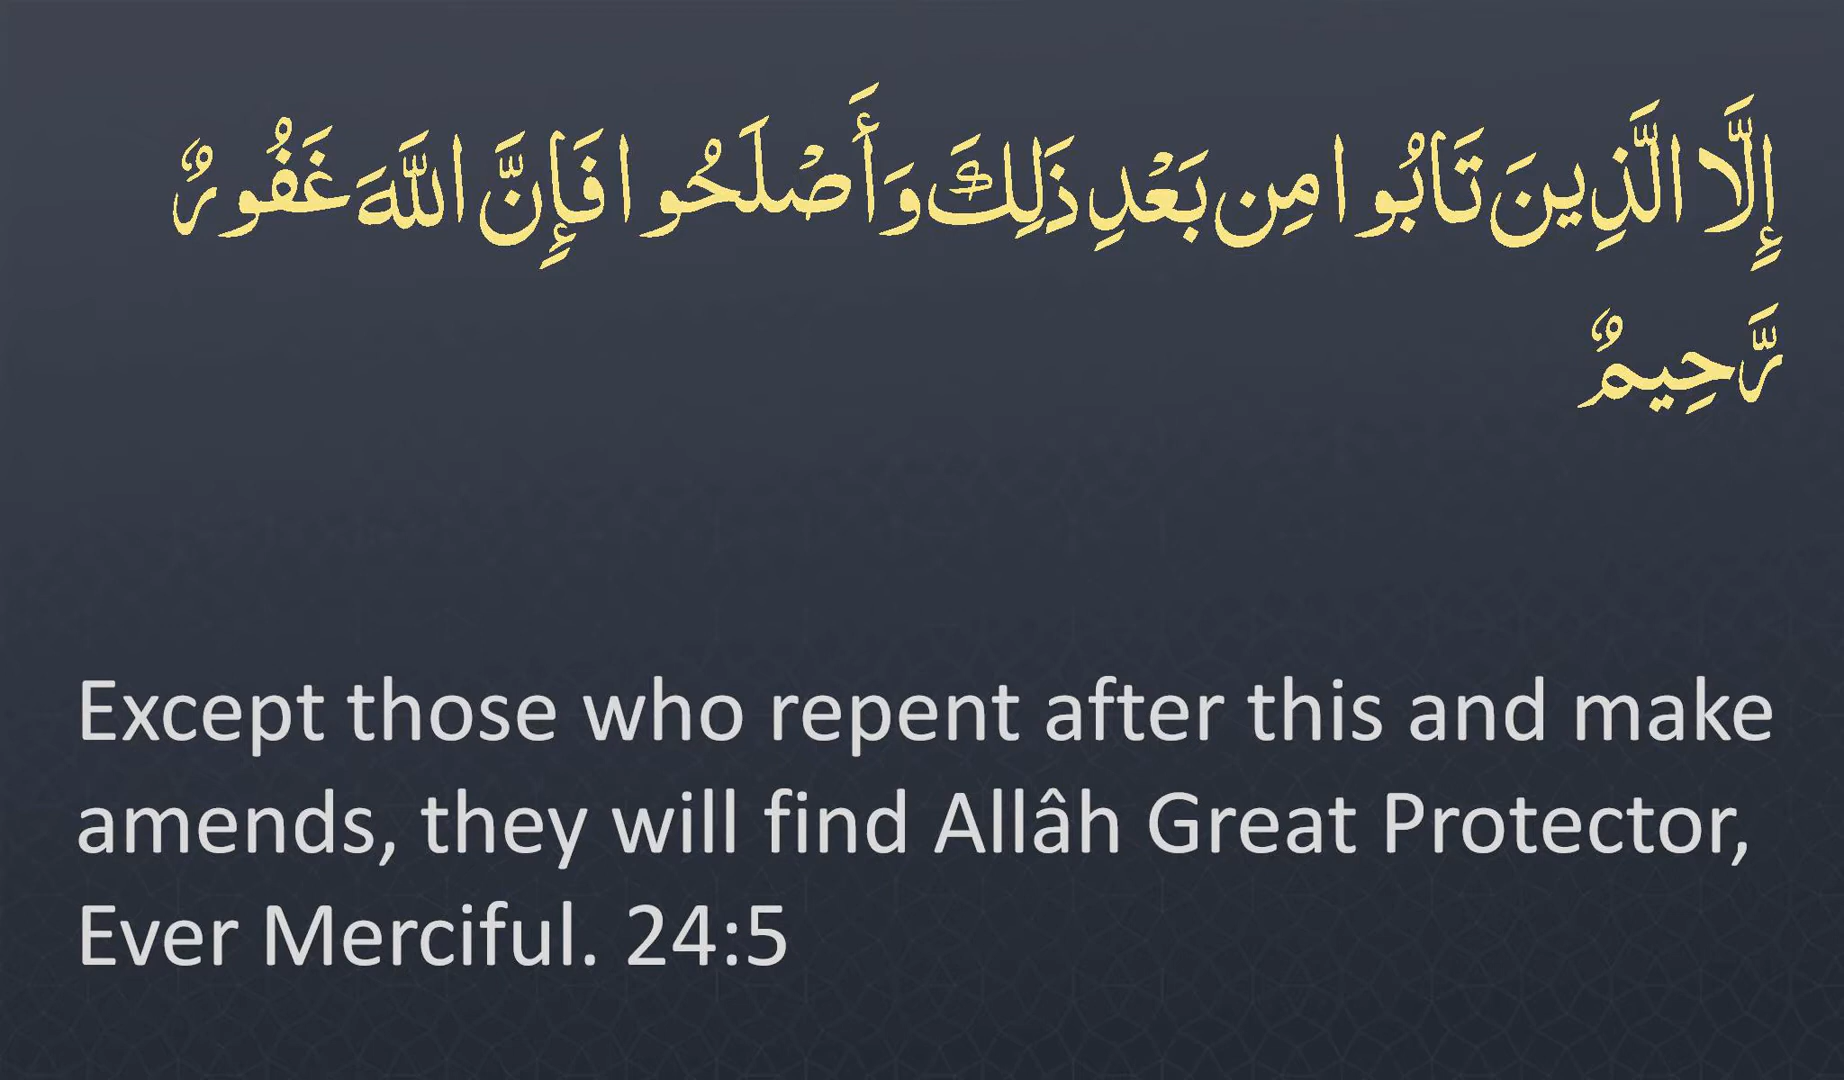 إِلَّا الَّذِينَ تَابُوا مِن بَعْدِ ذَلِكَ وَأَصْلَحُوا فَإِنَّ اللَّهَ غَفُورٌ
رَّحِيمٌ
Except those who repent after this and make
amends, they will find Allâh Great Protector,
Ever Merciful. 24:5